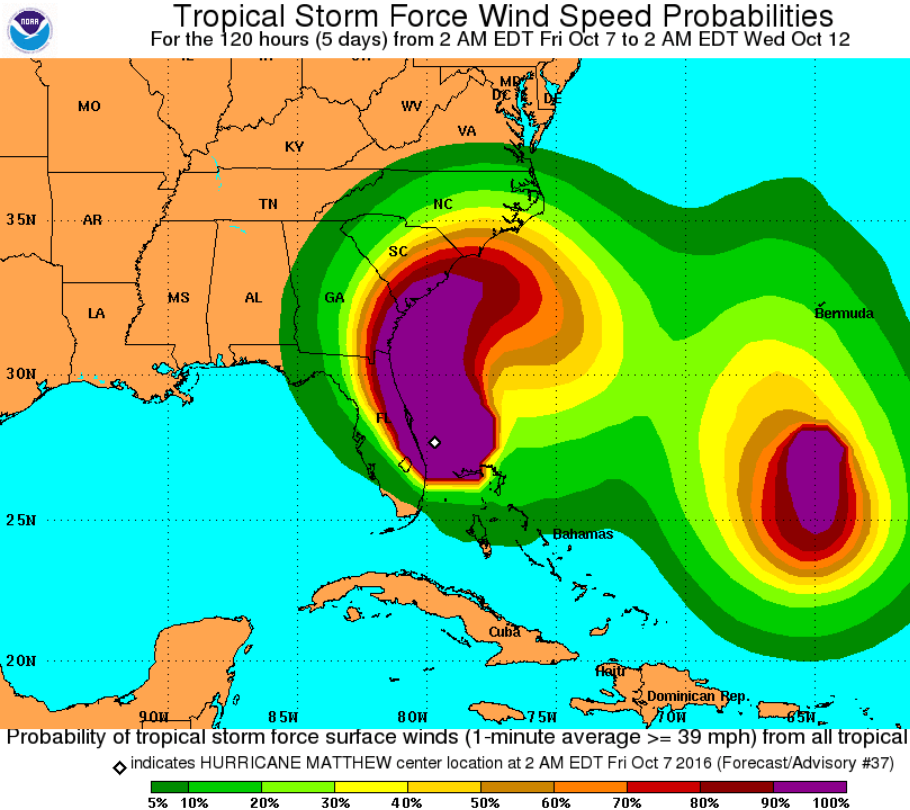 NOAA
Tropical Storm Force Wind Speed Probabilities
For the 120 hours (5 days) from 2 AM EDT Fri Oct 7 to 2 AM EDT Wed Oct 12
MD
MO
WV
DC
DE
VA
KY
TN
NC
35N
AR
SC
MS
AL
GA
LA
Bermuda
30N
FL
25N
Bahamas
Cuba
20N
Haiti
Dominican Rep.
90W
85W
80W
75W
70W
65W
Probability of tropical storm force surface winds (1-minute average >= 39 mph) from all tropical
indicates HURRICANE MATTHEW center location at 2 AM EDT Fri Oct 7 2016 (Forecast/Advisory #37)
5% 10% 20% 30% 40% 50% 60% 70% 80% 90% 100%